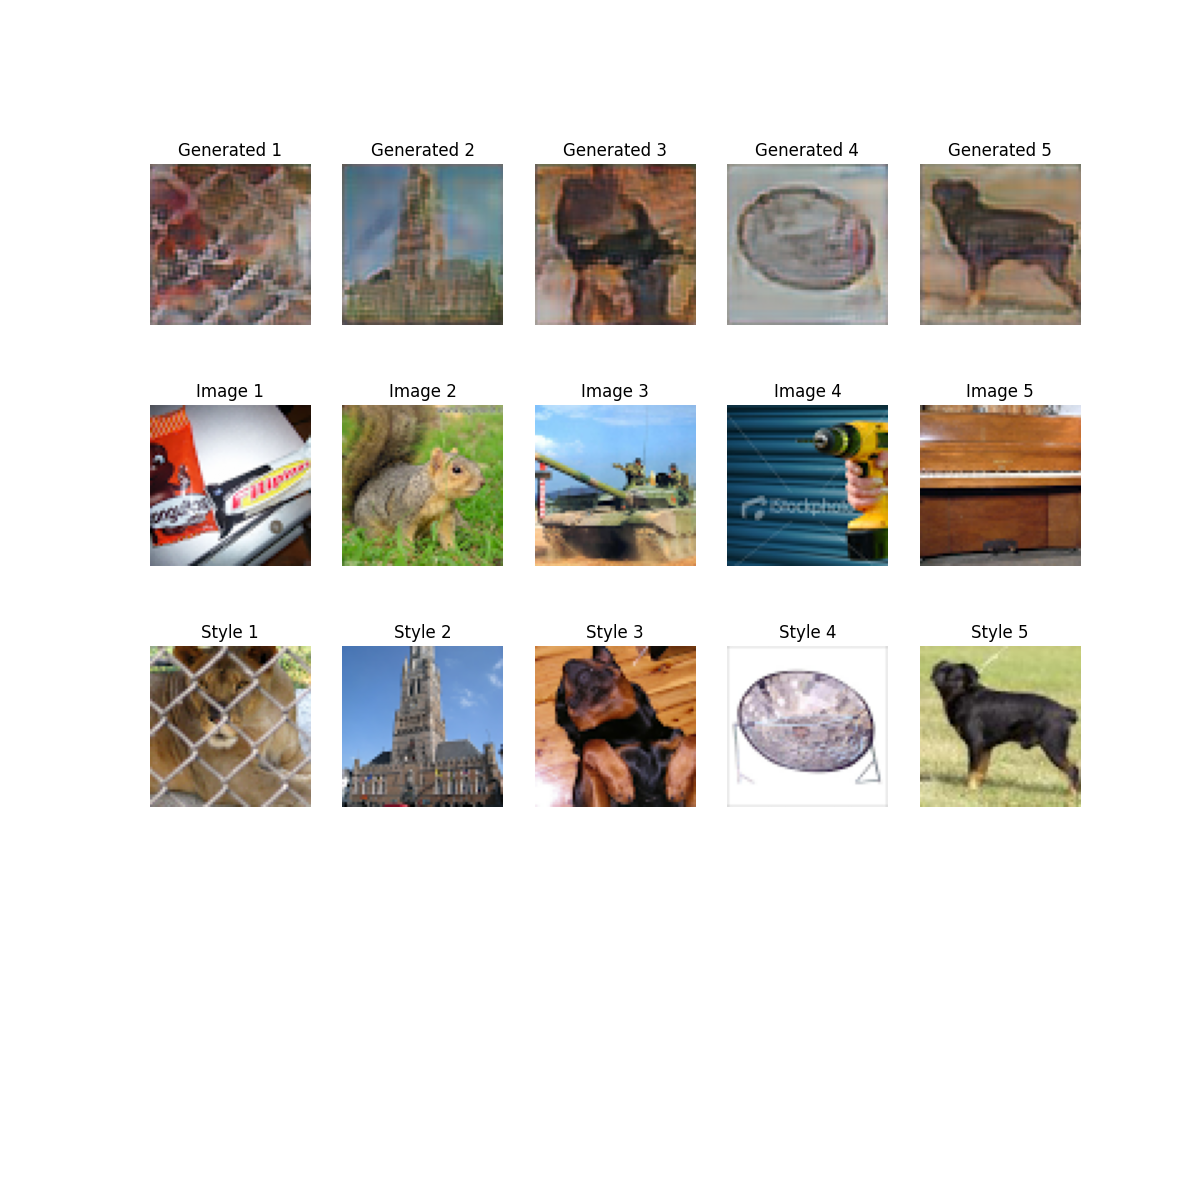 Generated 1
Generated 2
Generated 3
Generated 4
Generated 5
Image 1
Image 2
Image 3
Image 4
Image 5
iStockpho
Style 1
Style 2
Style 3
Style 4
Style 5